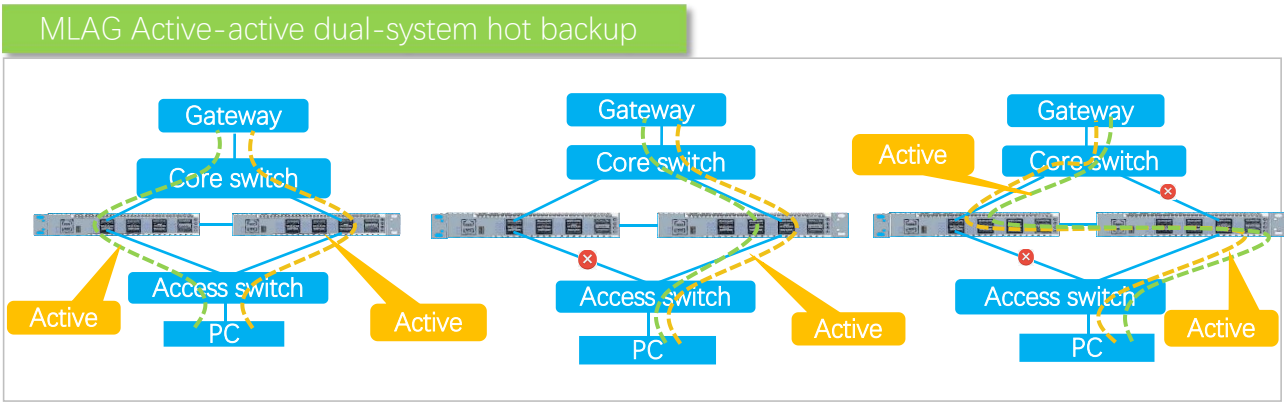 MLAG Active-active dual-system hot backup
Gateway
Core switch
Access switch
Active
Active
PC
Gateway
Core switch
Access switch
Active
PC
Gateway
Active
Core switch
Access switch
Active
PC